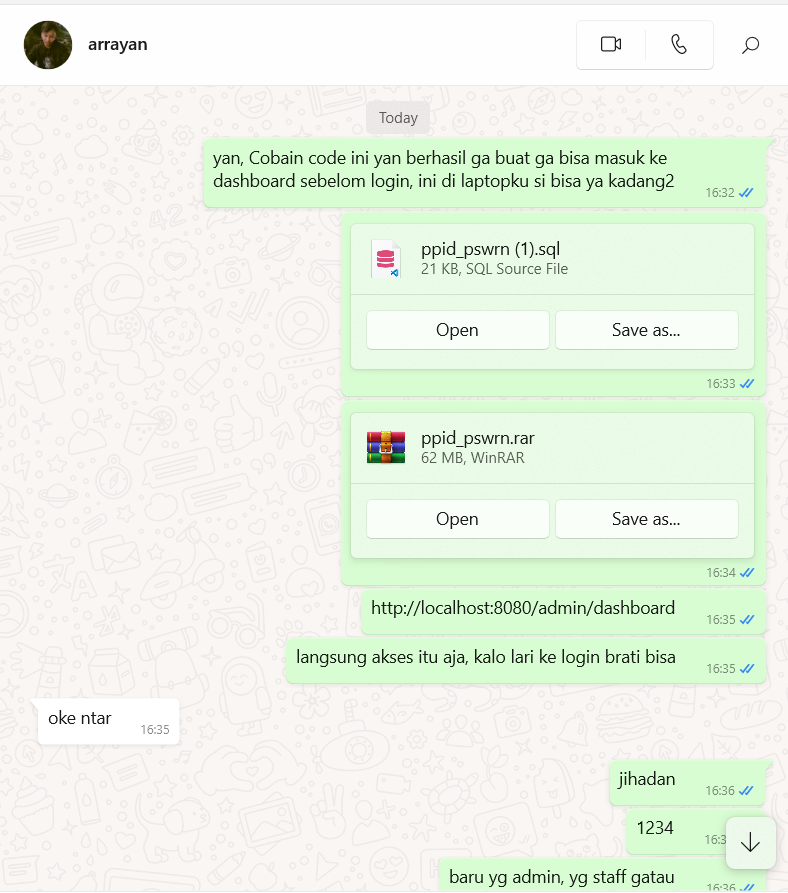 arrayan
Today
yan, Cobain code ini yan berhasil ga buat ga bisa masuk ke
dashboard sebelom login, ini di laptopku si bisa ya kadang2
16:32
ppid_pswrn (1).sql
21 KB, SQL Source File
Open
Save as...
16:33
ppid_pswrn.rar
62 MB, WinRAR
Open
Save as...
16:34
http://localhost:8080/admin/dashboard
16:35
langsung akses itu aja, kalo lari ke login brati bisa
16:35
oke ntar
16:35
jihadan
16:36
1234
baru yg admin, yg staff gatau
16:36